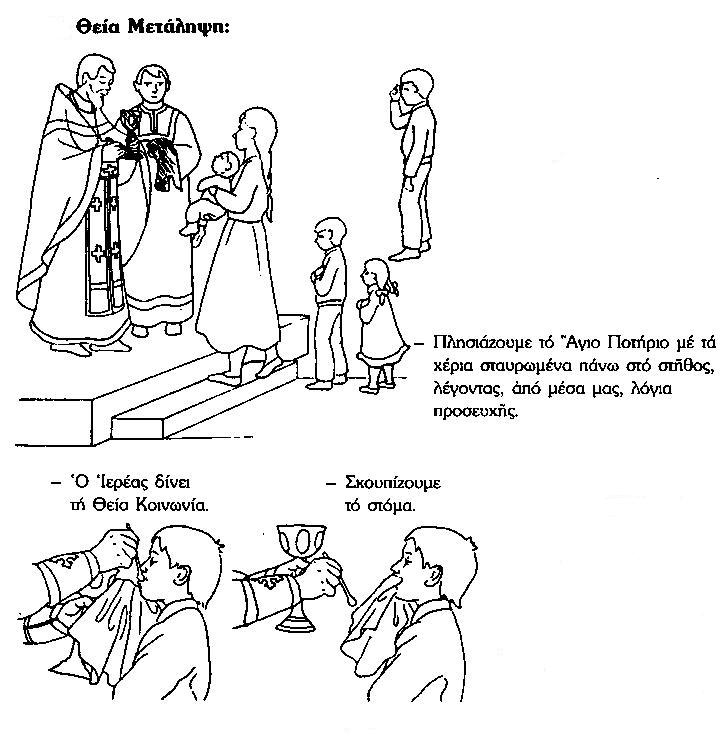 Θεία Μετάληψη:
– Πλησιάζουμε τό Ἅγιο Ποτήριο μέ τά
χέρια σταυρωμένα πάνω στό στῆθος,
λέγοντας, ἀπό μέσα μας, λόγια
προσευχῆς.
– Ὁ Ἱερέας δίνει
τή Θεία Κοινωνία.
– Σκουπίζουμε
τό στόμα.